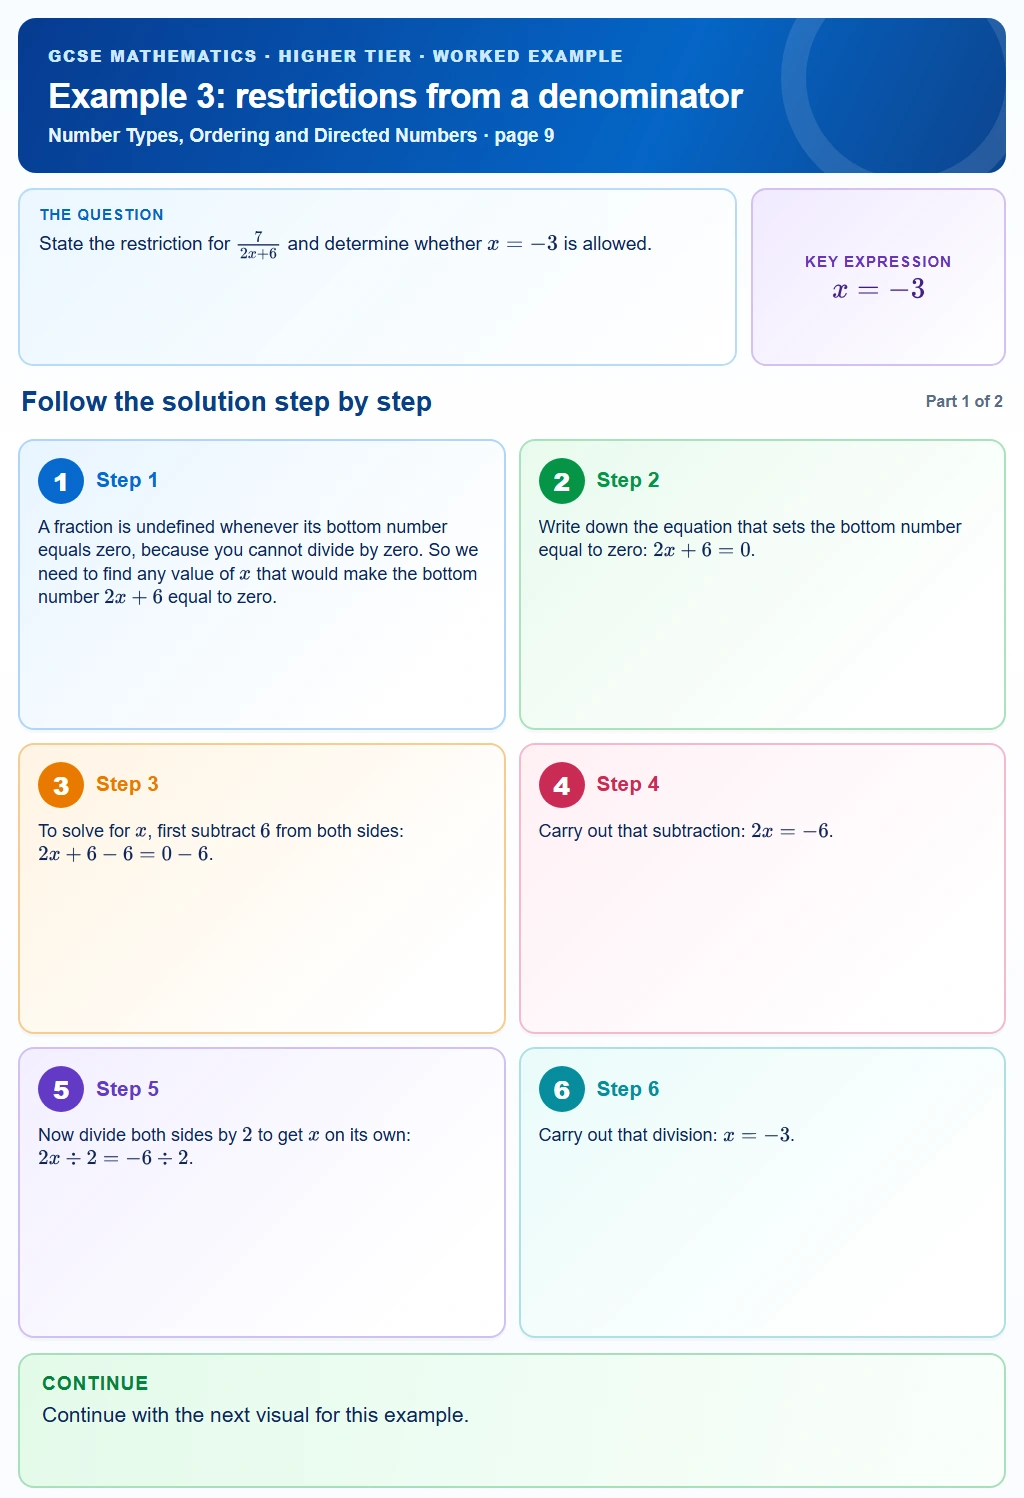 GCSE MATHEMATICS · HIGHER TIER · WORKED EXAMPLE
Example 3: restrictions from a denominator
Number Types, Ordering and Directed Numbers · page 9
THE QUESTION
State the restriction for 7/(2x+6) and determine whether x = −3 is allowed.
KEY EXPRESSION
x = −3
Follow the solution step by step
Part 1 of 2
1 Step 1
A fraction is undefined whenever its bottom number
equals zero, because you cannot divide by zero. So we
need to find any value of x that would make the bottom
number 2x + 6 equal to zero.
2 Step 2
Write down the equation that sets the bottom number
equal to zero: 2x + 6 = 0.
3 Step 3
To solve for x, first subtract 6 from both sides:
2x + 6 − 6 = 0 − 6.
4 Step 4
Carry out that subtraction: 2x = −6.
5 Step 5
Now divide both sides by 2 to get x on its own:
2x ÷ 2 = −6 ÷ 2.
6 Step 6
Carry out that division: x = −3.
CONTINUE
Continue with the next visual for this example.